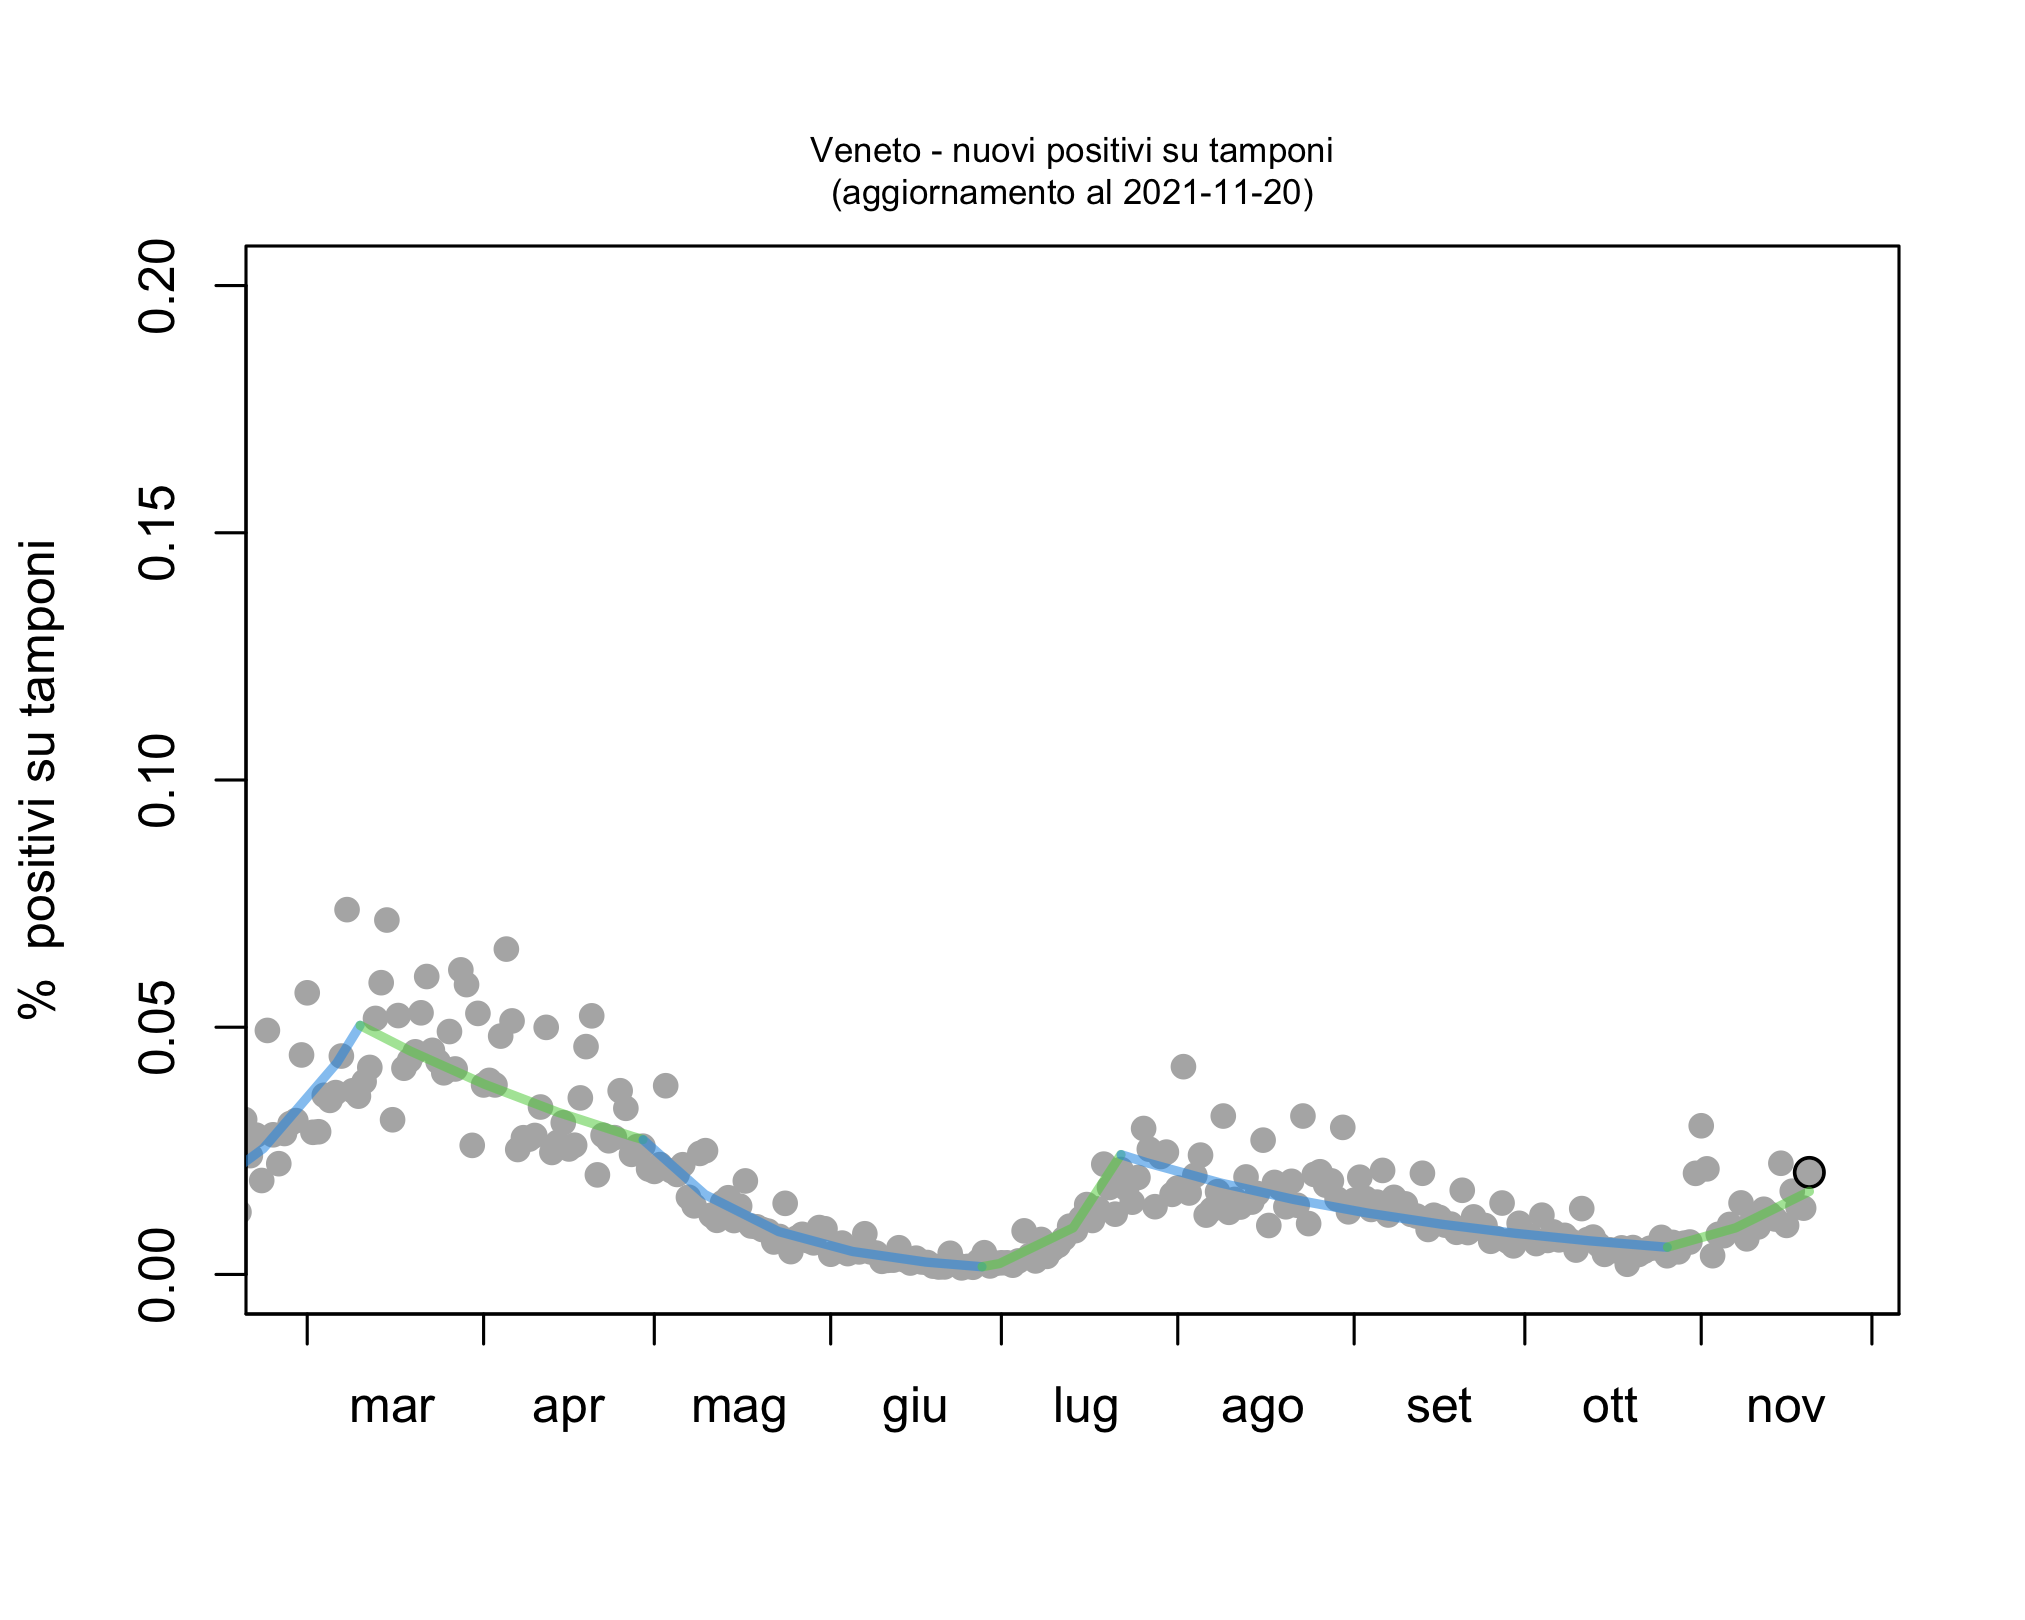 Veneto - nuovi positivi su tamponi
(aggiornamento al 2021-11-20)
% positivi su tamponi
0.20
0.15
0.10
0.05
0.00
mar apr mag giu lug ago set ott nov